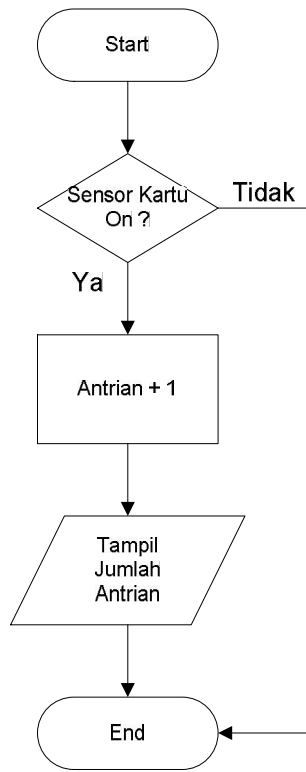 Start
Sensor Kartu
On ?
Tidak
Ya
Antrian + 1
Tampil
Jumlah
Antrian
End